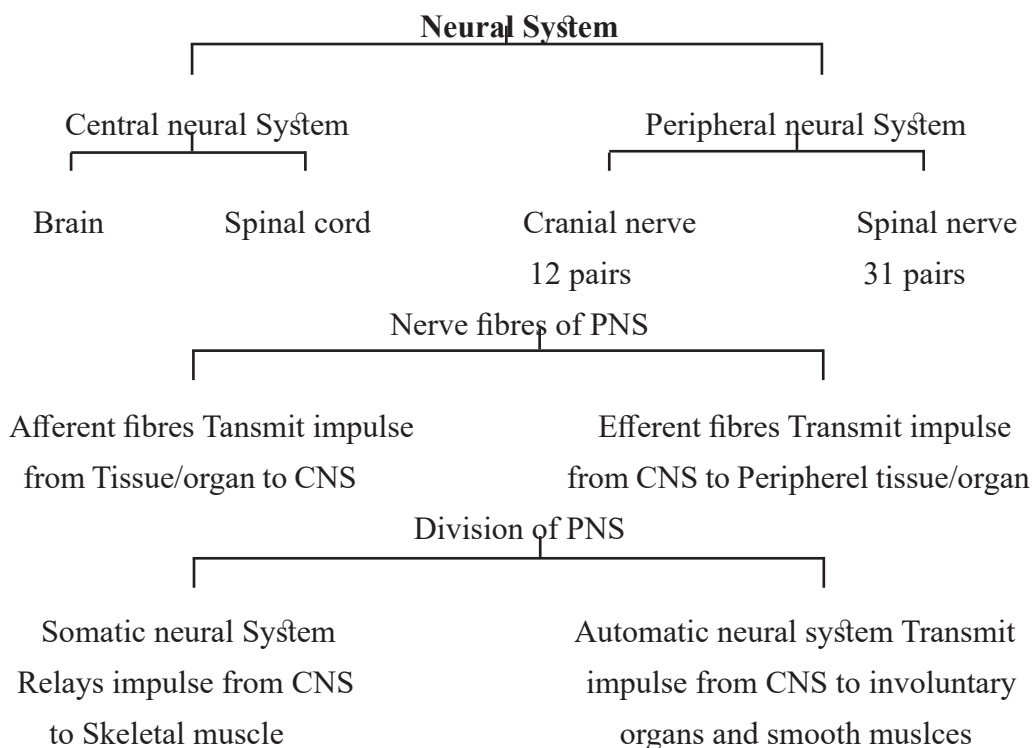 Neural System
Central neural System Peripheral neural System
Brain Spinal cord Cranial nerve Spinal nerve
12 pairs 31 pairs
Nerve fibres of PNS
Afferent fibres Tansmit impulse Efferent fibres Transmit impulse
from Tissue/organ to CNS from CNS to Peripherel tissue/organ
Division of PNS
Somatic neural System Automatic neural system Transmit
Relays impulse from CNS impulse from CNS to involuntary
to Skeletal muscle organs and smooth muslces